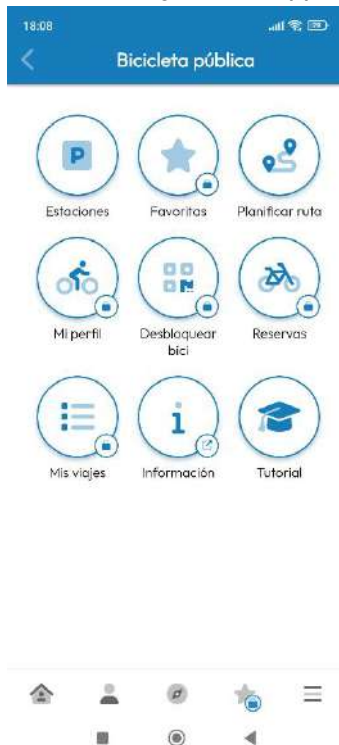 18:08
Bicicleta pública
P
Estaciones
Favoritas
Planificar ruta
Mi perfil
Desbloquear
bici
Reservas
i
Mis viajes
Información
Tutorial